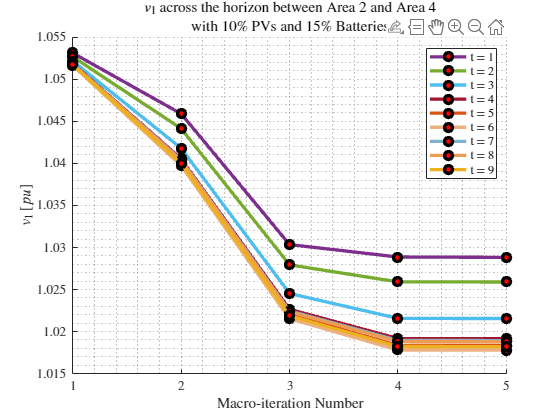 v1 across the horizon between Area 2 and Area 4
with 10% PVs and 15% Batteries
1.055
1.05
1.045
1.04
1.035
1.03
1.025
1.02
1.015
v1 [pu]
t = 1
t = 2
t = 3
t = 4
t = 5
t = 6
t = 7
t = 8
t = 9
1 2 3 4 5
Macro-iteration Number